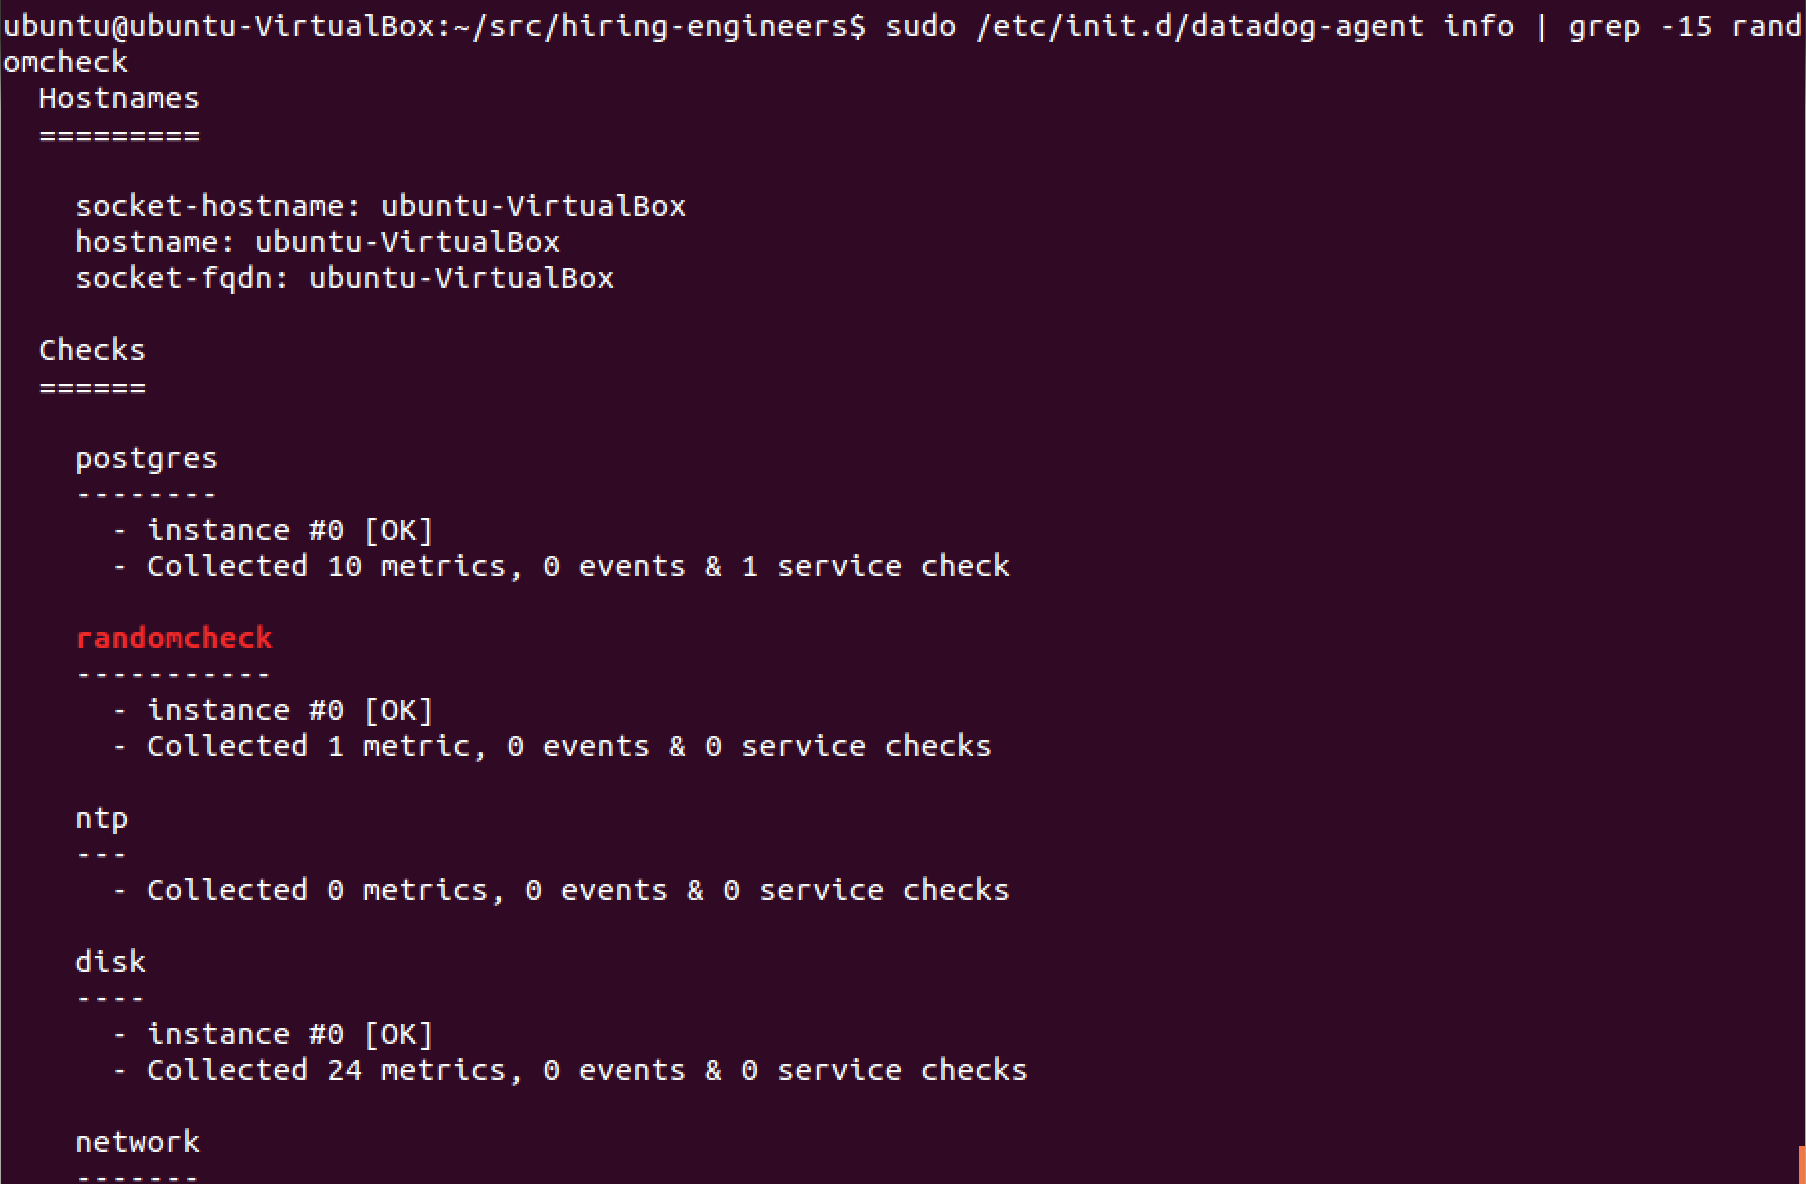 ubuntu@ubuntu-VirtualBox:~/src/hiring-engineers$ sudo /etc/init.d/datadog-agent info | grep -15 rand
omcheck
  Hostnames
  =========

    socket-hostname: ubuntu-VirtualBox
    hostname: ubuntu-VirtualBox
    socket-fqdn: ubuntu-VirtualBox

  Checks
  ======

    postgres
    --------
      - instance #0 [OK]
      - Collected 10 metrics, 0 events & 1 service check

    randomcheck
    -----------
      - instance #0 [OK]
      - Collected 1 metric, 0 events & 0 service checks

    ntp
    ---
      - Collected 0 metrics, 0 events & 0 service checks

    disk
    ----
      - instance #0 [OK]
      - Collected 24 metrics, 0 events & 0 service checks

    network
    -------